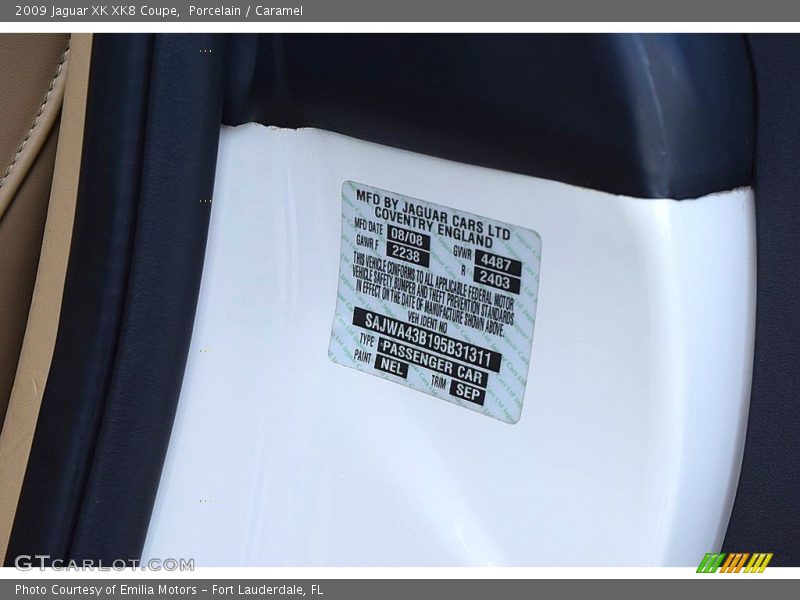 2009 Jaguar XK XK8 Coupe,  Porcelain / Caramel
MFD BY JAGUAR CARS LTD
COVENTRY ENGLAND
MFD DATE 08/08 GVWR 4487
GAWR F 2238 R 2403
THIS VEHICLE CONFORMS TO ALL APPLICABLE FEDERAL MOTOR
VEHICLE SAFETY BUMPER AND THEFT PREVENTION STANDARDS
IN EFFECT ON THE DATE OF MANUFACTURE SHOWN ABOVE.
VEH IDENT NO
SAJWA43B195B31311
TYPE PASSENGER CAR
PAINT NEL TRIM SEP
GTcarlot.com
Photo Courtesy of Emilia Motors – Fort Lauderdale, FL